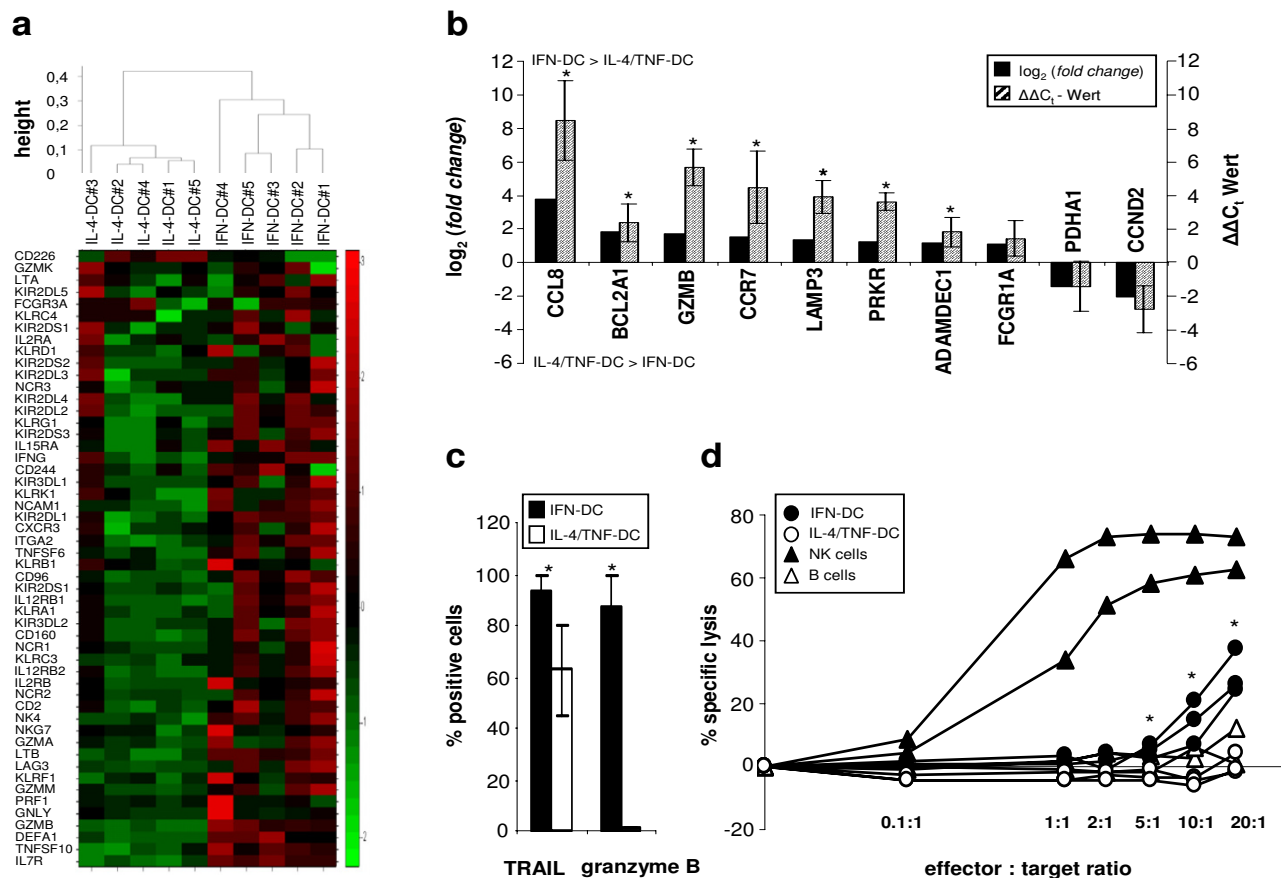 a
height
0,4
0,3
0,2
0,1
0
IL-4-DC#3
IL-4-DC#2
IL-4-DC#4
IL-4-DC#1
IL-4-DC#5
IFN-DC#4
IFN-DC#5
IFN-DC#3
IFN-DC#2
IFN-DC#1
CD226
GZMK
LTA
KIR2DL5
FCGR3A
KLRC4
KIR2DS1
IL2RA
KLRD1
KIR2DS2
KIR2DL3
NCR3
KIR2DL4
KIR2DL2
KLRG1
KIR2DS3
IL15RA
IFNG
CD244
KIR3DL1
KLRK1
NCAM1
KIR2DL1
CXCR3
ITGA2
TNFSF6
KLRB1
CD96
KIR2DS1
IL12RB1
KLRA1
KIR3DL2
CD160
NCR1
KLRC3
IL12RB2
IL2RB
NCR2
CD2
NK4
NKG7
GZMA
LTB
LAG3
KLRF1
GZMM
PRF1
GNLY
GZMB
DEFA1
TNFSF10
IL7R
3
2
1
0
-1
-2
b
log2 (fold change)
12
10
8
6
4
2
0
-2
-4
-6
IFN-DC > IL-4/TNF-DC
IL-4/TNF-DC > IFN-DC
log2 (fold change)
ΔΔCt - Wert
* * * * * * *
CCL8
BCL2A1
GZMB
CCR7
LAMP3
PRKR
ADAMDEC1
FCGR1A
PDHA1
CCND2
12
10
8
6
4
2
0
-2
-4
-6
ΔΔCt Wert
c
% positive cells
120
100
80
60
40
20
0
IFN-DC
IL-4/TNF-DC
* *
TRAIL granzyme B
d
% specific lysis
80
60
40
20
0
-20
IFN-DC
IL-4/TNF-DC
NK cells
B cells
* * *
0.1:1 1:1 2:1 5:1 10:1 20:1
effector : target ratio